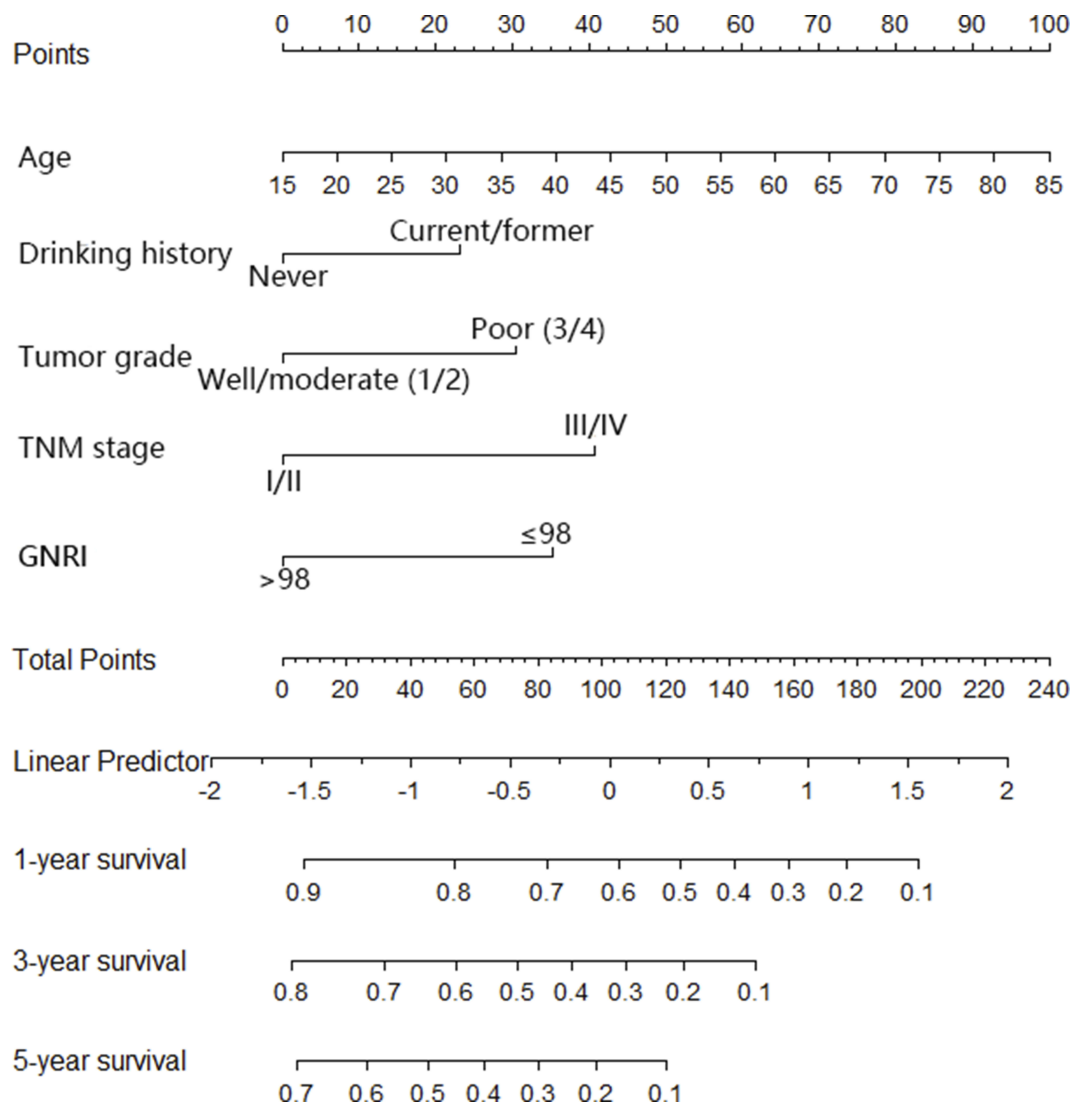 0 10 20 30 40 50 60 70 80 90 100
Points
Age
15 20 25 30 35 40 45 50 55 60 65 70 75 80 85
Current/former
Drinking history
Never
Poor (3/4)
Tumor grade
Well/moderate (1/2)
III/IV
TNM stage
I/II
≤98
GNRI
>98
Total Points
0 20 40 60 80 100 120 140 160 180 200 220 240
Linear Predictor
-2 -1.5 -1 -0.5 0 0.5 1 1.5 2
1-year survival
0.9 0.8 0.7 0.6 0.5 0.4 0.3 0.2 0.1
3-year survival
0.8 0.7 0.6 0.5 0.4 0.3 0.2 0.1
5-year survival
0.7 0.6 0.5 0.4 0.3 0.2 0.1